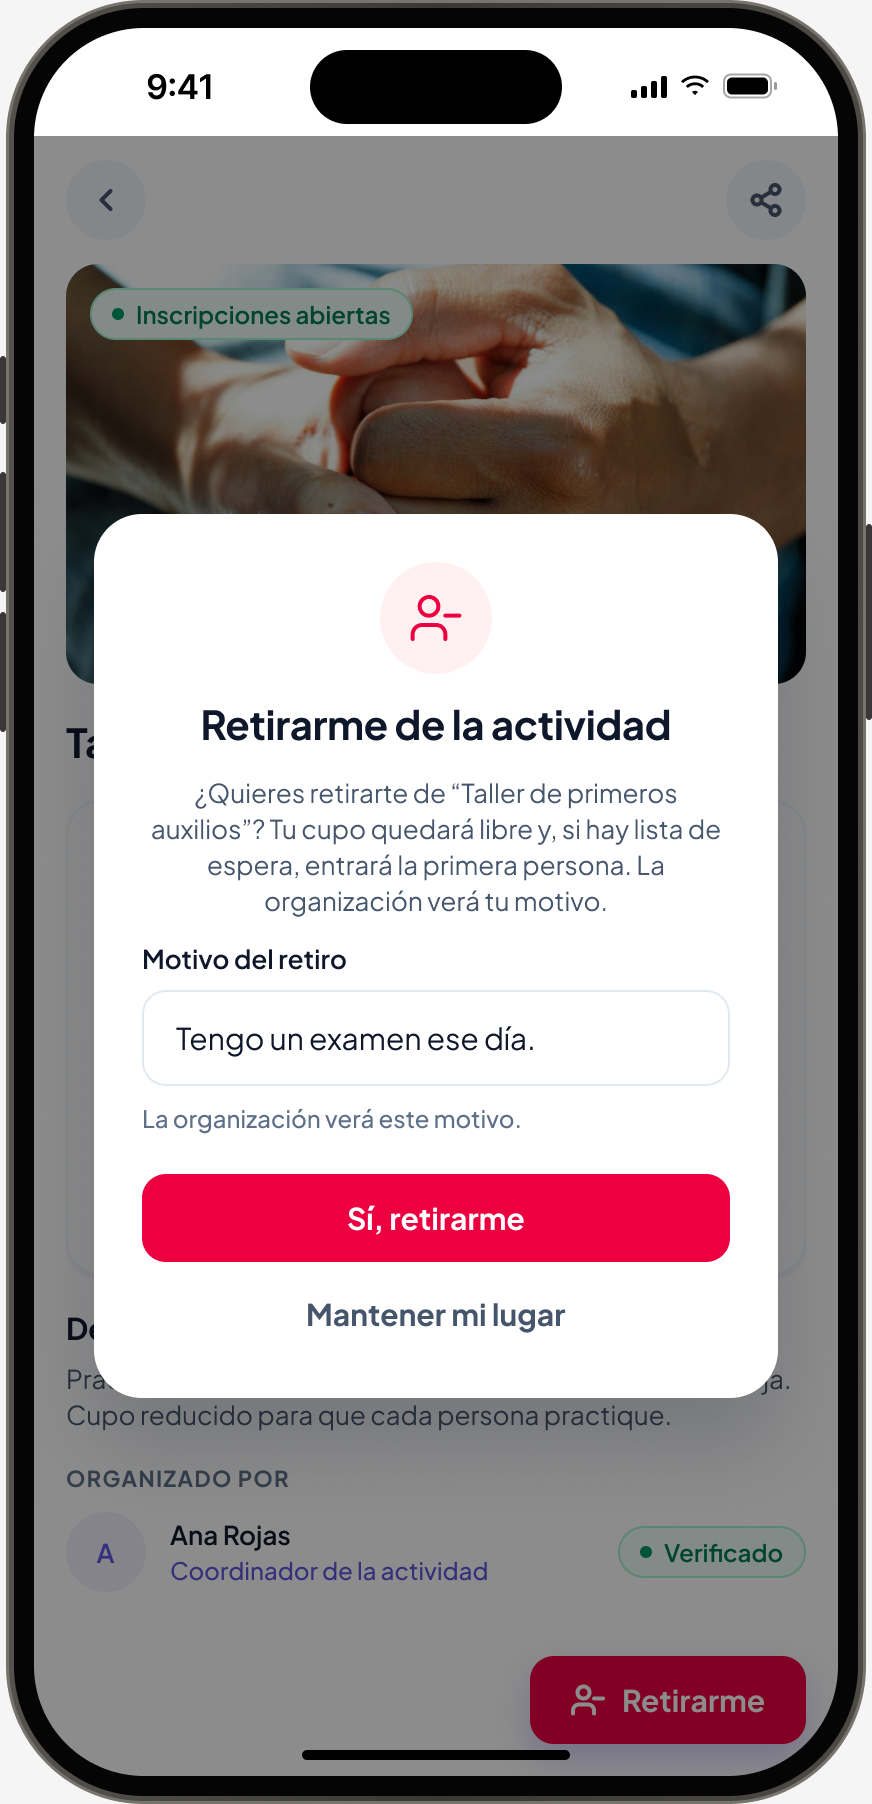 9:41
Inscripciones abiertas
Retirarme de la actividad
¿Quieres retirarte de “Taller de primeros
auxilios”? Tu cupo quedará libre y, si hay lista de
espera, entrará la primera persona. La
organización verá tu motivo.
Motivo del retiro
Tengo un examen ese día.
La organización verá este motivo.
Sí, retirarme
Mantener mi lugar
Cupo reducido para que cada persona practique.
ORGANIZADO POR
A
Ana Rojas
Coordinador de la actividad
Verificado
Retirarme